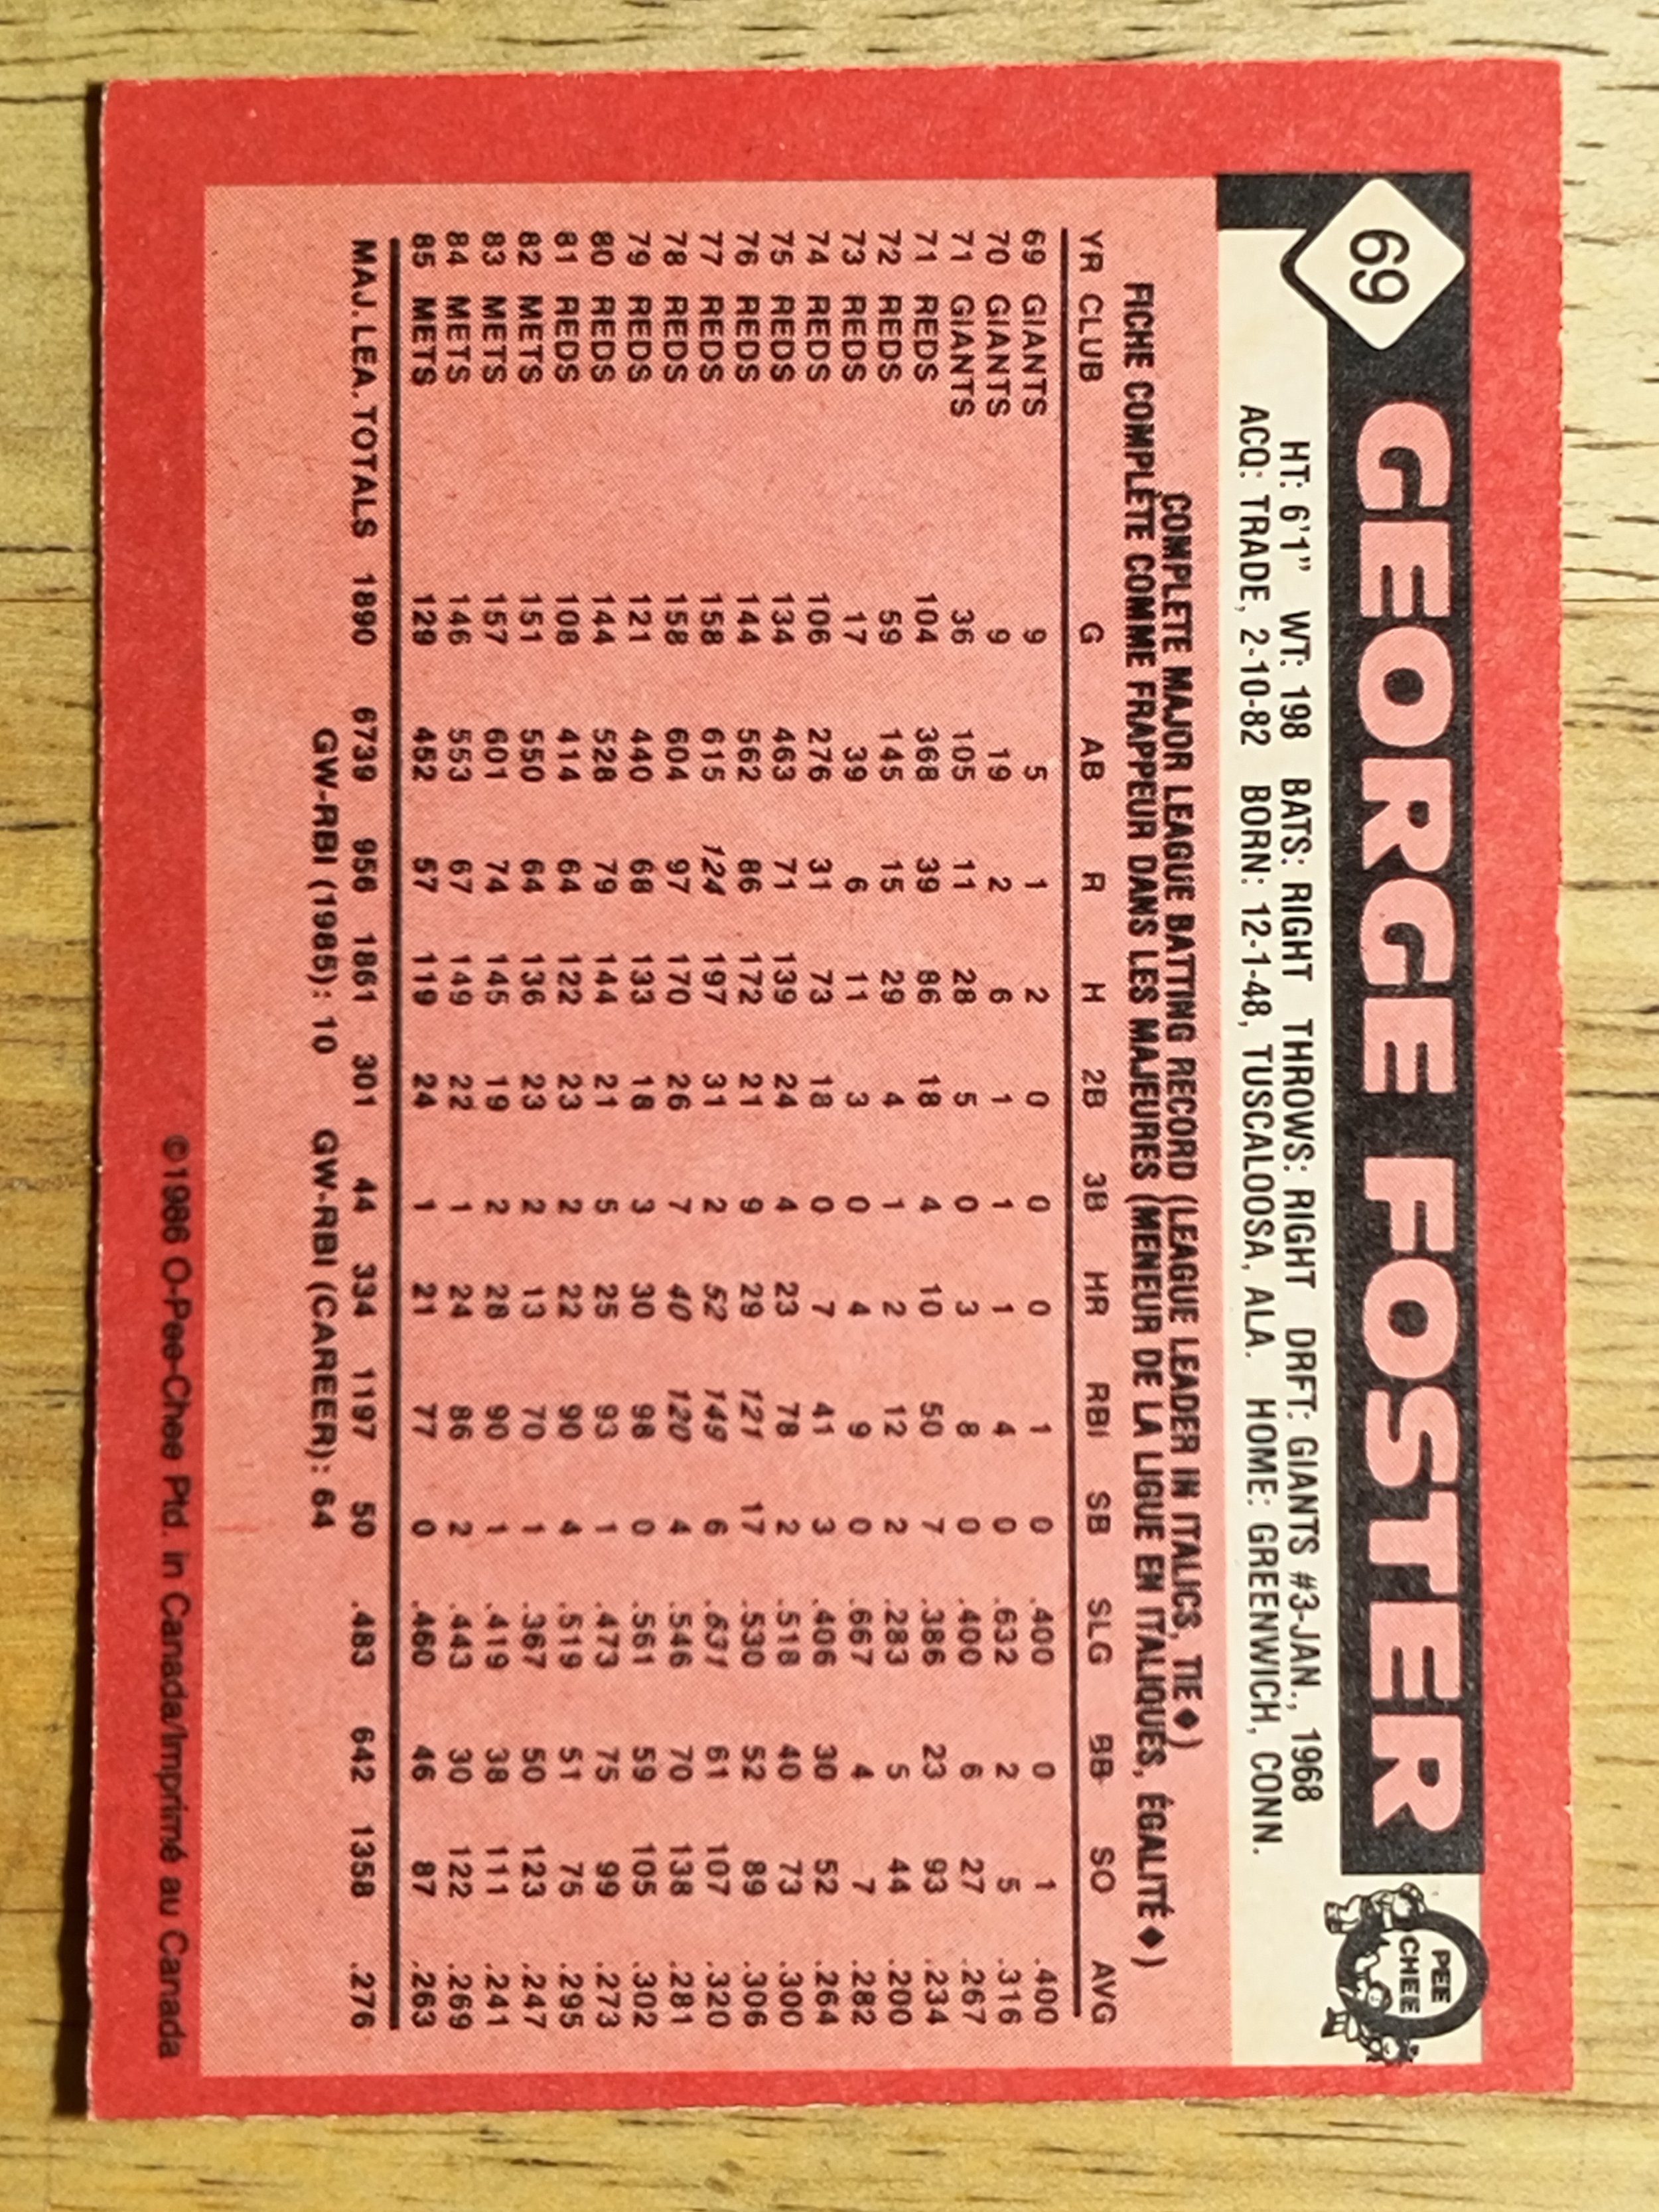 69
GEORGE FOSTER
O
PEE
CHEE
HT: 6'1" WT: 198 BATS: RIGHT THROWS: RIGHT DRFT: GIANTS #3-JAN., 1968
ACQ: TRADE, 2-10-82 BORN: 12-1-48, TUSCALOOSA, ALA. HOME: GREENWICH, CONN.
COMPLETE MAJOR LEAGUE BATTING RECORD (LEAGUE LEADER IN ITALICS, TIE ♦)
FICHE COMPLÈTE COMME FRAPPEUR DANS LES MAJEURES (MENEUR DE LA LIGUE EN ITALIQUES, ÉGALITÉ ♦)
YR CLUB G AB R H 2B 3B HR RBI SB SLG BB SO AVG
69 GIANTS 9 5 1 2 0 0 0 1 0 .400 0 1 .400
70 GIANTS 9 19 2 6 1 1 1 4 0 .632 2 5 .316
71 GIANTS 36 105 11 28 5 0 3 8 0 .400 6 27 .267
71 REDS 104 368 39 86 18 4 10 50 7 .386 23 93 .234
72 REDS 59 145 15 29 4 1 2 12 2 .283 5 44 .200
73 REDS 17 39 6 11 3 0 4 9 0 .667 4 7 .282
74 REDS 106 276 31 73 18 0 7 41 3 .406 30 52 .264
75 REDS 134 463 71 139 24 4 23 78 2 .518 40 73 .300
76 REDS 144 562 86 172 21 9 29 121 17 .530 52 89 .306
77 REDS 158 615 124 197 31 2 52 149 6 .631 61 107 .320
78 REDS 158 604 97 170 26 7 40 120 4 .546 70 138 .281
79 REDS 121 440 68 133 18 3 30 98 0 .561 59 105 .302
80 REDS 144 528 79 144 21 5 25 93 1 .473 75 99 .273
81 REDS 108 414 64 122 23 2 22 90 4 .519 51 75 .295
82 METS 151 550 64 136 23 2 13 70 1 .367 50 123 .247
83 METS 157 601 74 145 19 2 28 90 1 .419 38 111 .241
84 METS 146 553 67 149 22 1 24 86 2 .443 30 122 .269
85 METS 129 452 57 119 24 1 21 77 0 .460 46 87 .263
MAJ. LEA. TOTALS 1890 6739 956 1861 301 44 334 1197 50 .483 642 1358 .276
GW-RBI (1985): 10 GW-RBI (CAREER): 64
©1986 O-Pee-Chee Ptd. in Canada/Imprimé au Canada